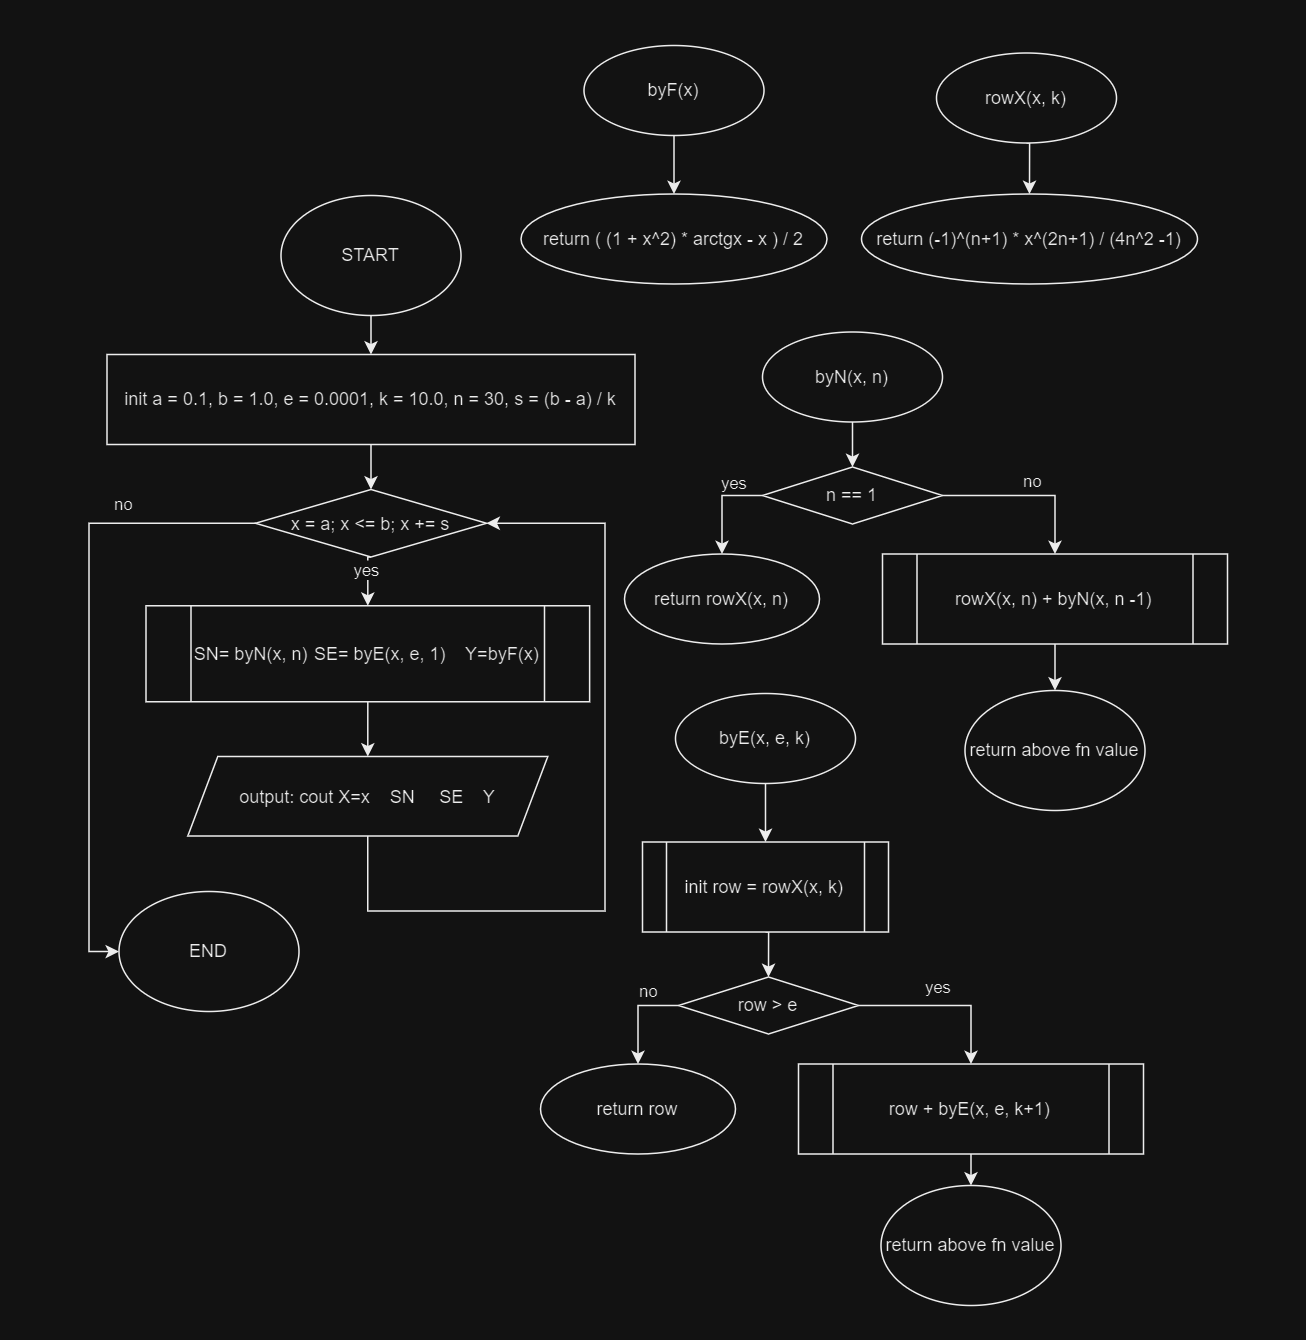 byF(x)
rowX(x, k)
return ( (1 + x^2) * arctgx - x ) / 2
return (-1)^(n+1) * x^(2n+1) / (4n^2 -1)
START
init a = 0.1, b = 1.0, e = 0.0001, k = 10.0, n = 30, s = (b - a) / k
no
x = a; x <= b; x += s
yes
SN= byN(x, n) SE= byE(x, e, 1) Y=byF(x)
output: cout X=x SN SE Y
END
byN(x, n)
n == 1
yes
no
return rowX(x, n)
rowX(x, n) + byN(x, n -1)
return above fn value
byE(x, e, k)
init row = rowX(x, k)
row > e
no
yes
return row
row + byE(x, e, k+1)
return above fn value